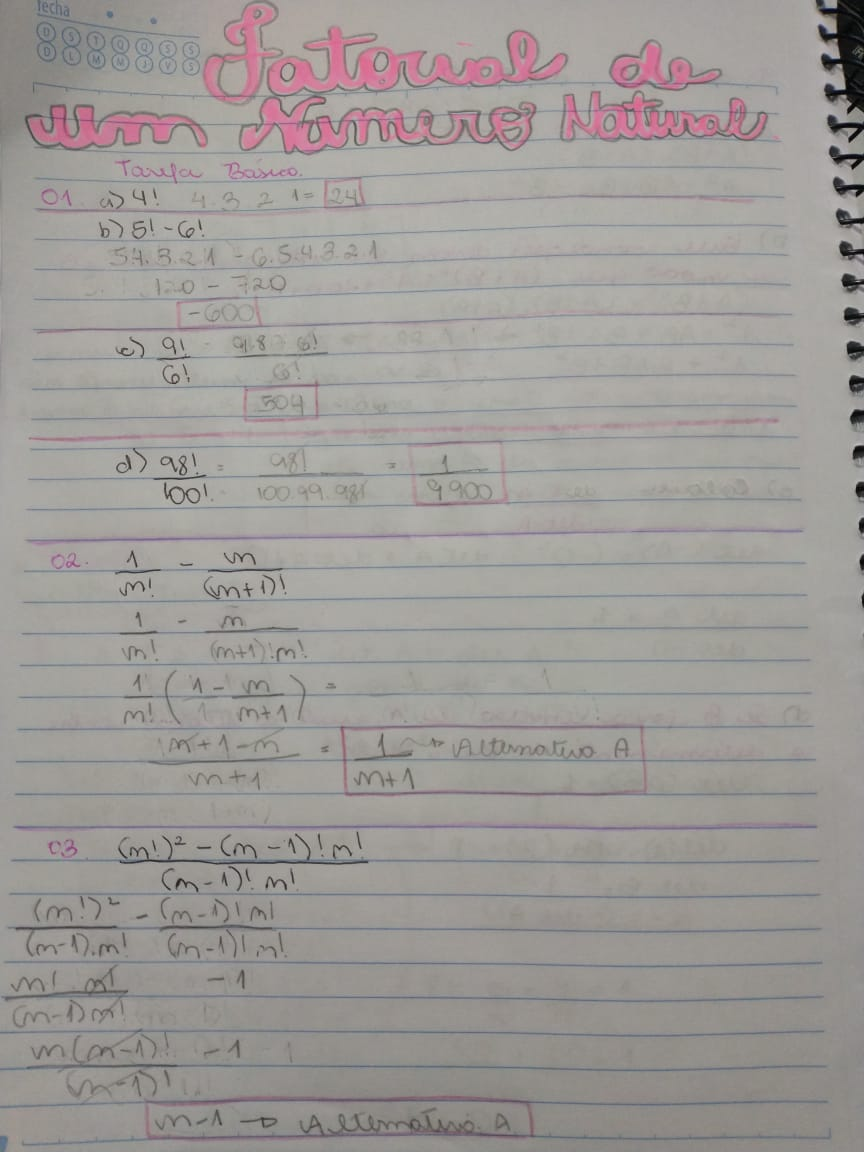 fecha
D S T Q Q S S
D L M M J V S
Fatorial de
um Numero Natural
Tarefa Básica.
01. a) 4! 4.3 2 1 = 24
b) 5! - 6!
5.4.3.2.1 - 6.5.4.3.2.1
120 - 720
-600
c) 9!/6! 9.8 6!/6!
504
d) 98!/100! = 98!/100.99.98! = 1/9900
02. 1/n! - n/(n+1)!
1/n! - n/(n+1)!n!
1/n! (1/1 - n/n+1) =
n+1-n/n+1 = 1/n+1 → Alternativa A
03 (n!)² - (n-1)!n!/(n-1)! n!
(n!)²/(n-1).n! - (n-1)!n!/(n-1)!.n!
n! n!/(n-1)n! - 1
n(n-1)!/(n-1)! - 1
n-1 → Alternativa A